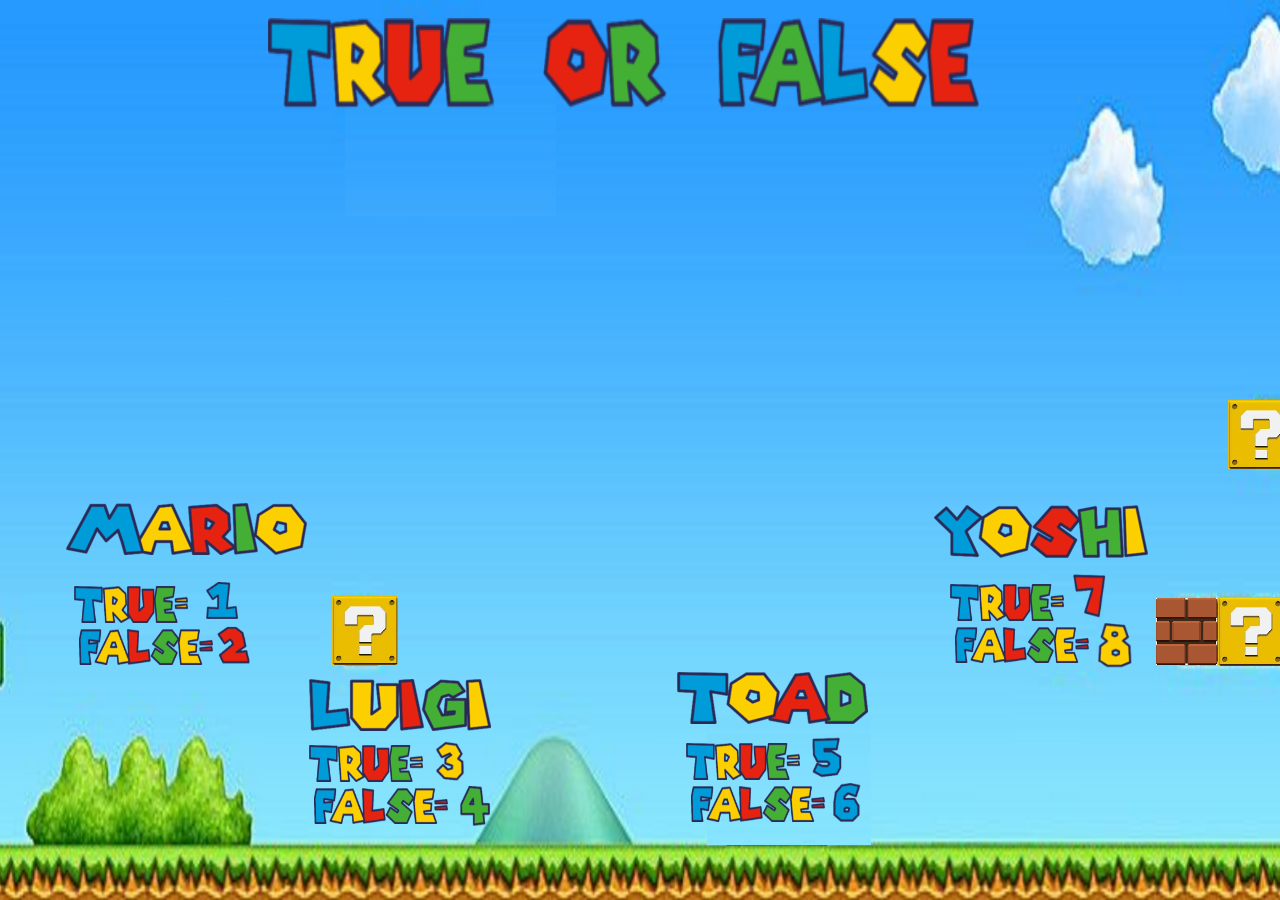 TRUE OR FALSE
MARIO
TRUE= 1
FALSE= 2
LUIGI
TRUE= 3
FALSE= 4
TOAD
TRUE= 5
FALSE= 6
YOSHI
TRUE= 7
FALSE= 8
?
?
?